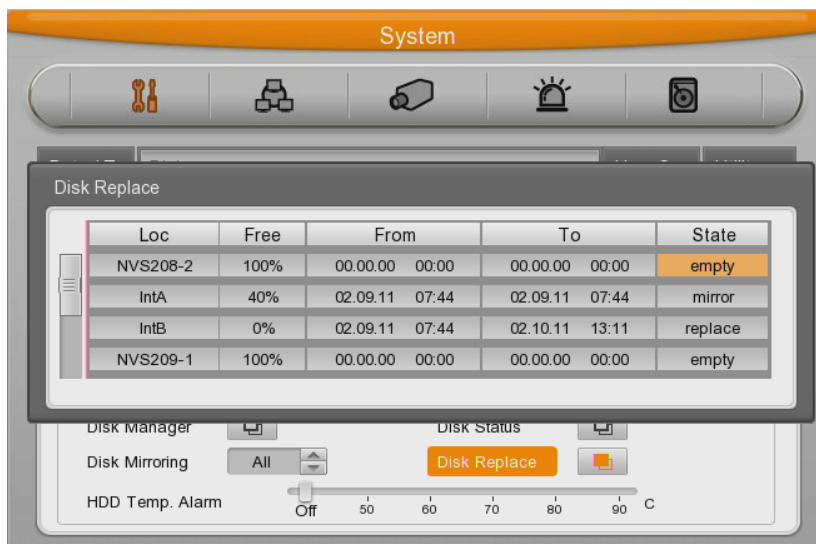 System
Disk Replace
Loc Free From To State
NVS208-2 100% 00.00.00 00:00 00.00.00 00:00 empty
IntA 40% 02.09.11 07:44 02.09.11 07:44 mirror
IntB 0% 02.09.11 07:44 02.10.11 13:11 replace
NVS209-1 100% 00.00.00 00:00 00.00.00 00:00 empty
Disk Manager Disk Status
Disk Mirroring All Disk Replace
HDD Temp. Alarm Off 50 60 70 80 90 C